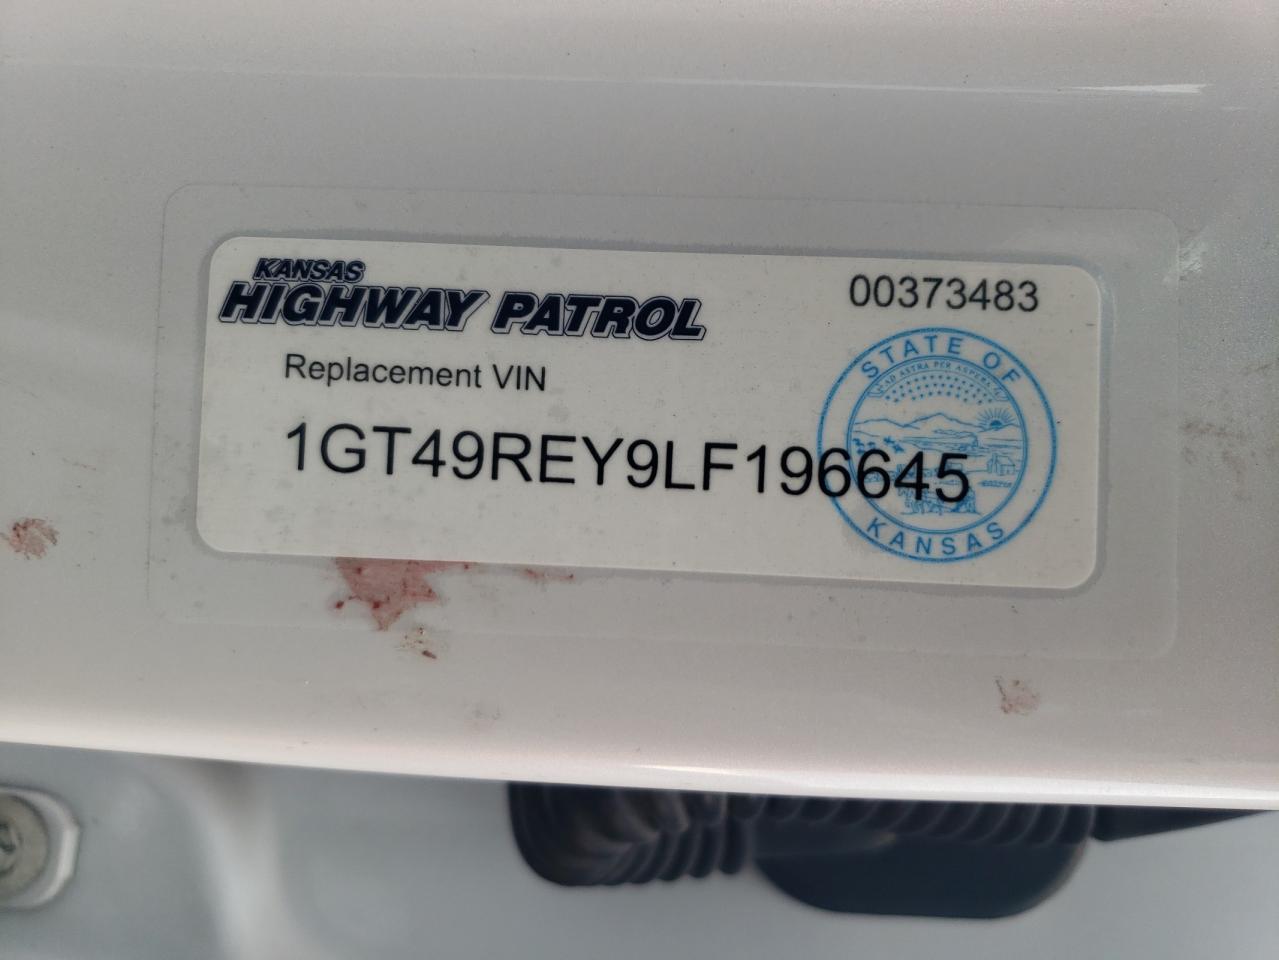 KANSAS
HIGHWAY PATROL
00373483
Replacement VIN
1GT49REY9LF196645
STATE OF
AD ASTRA PER ASPERA
KANSAS